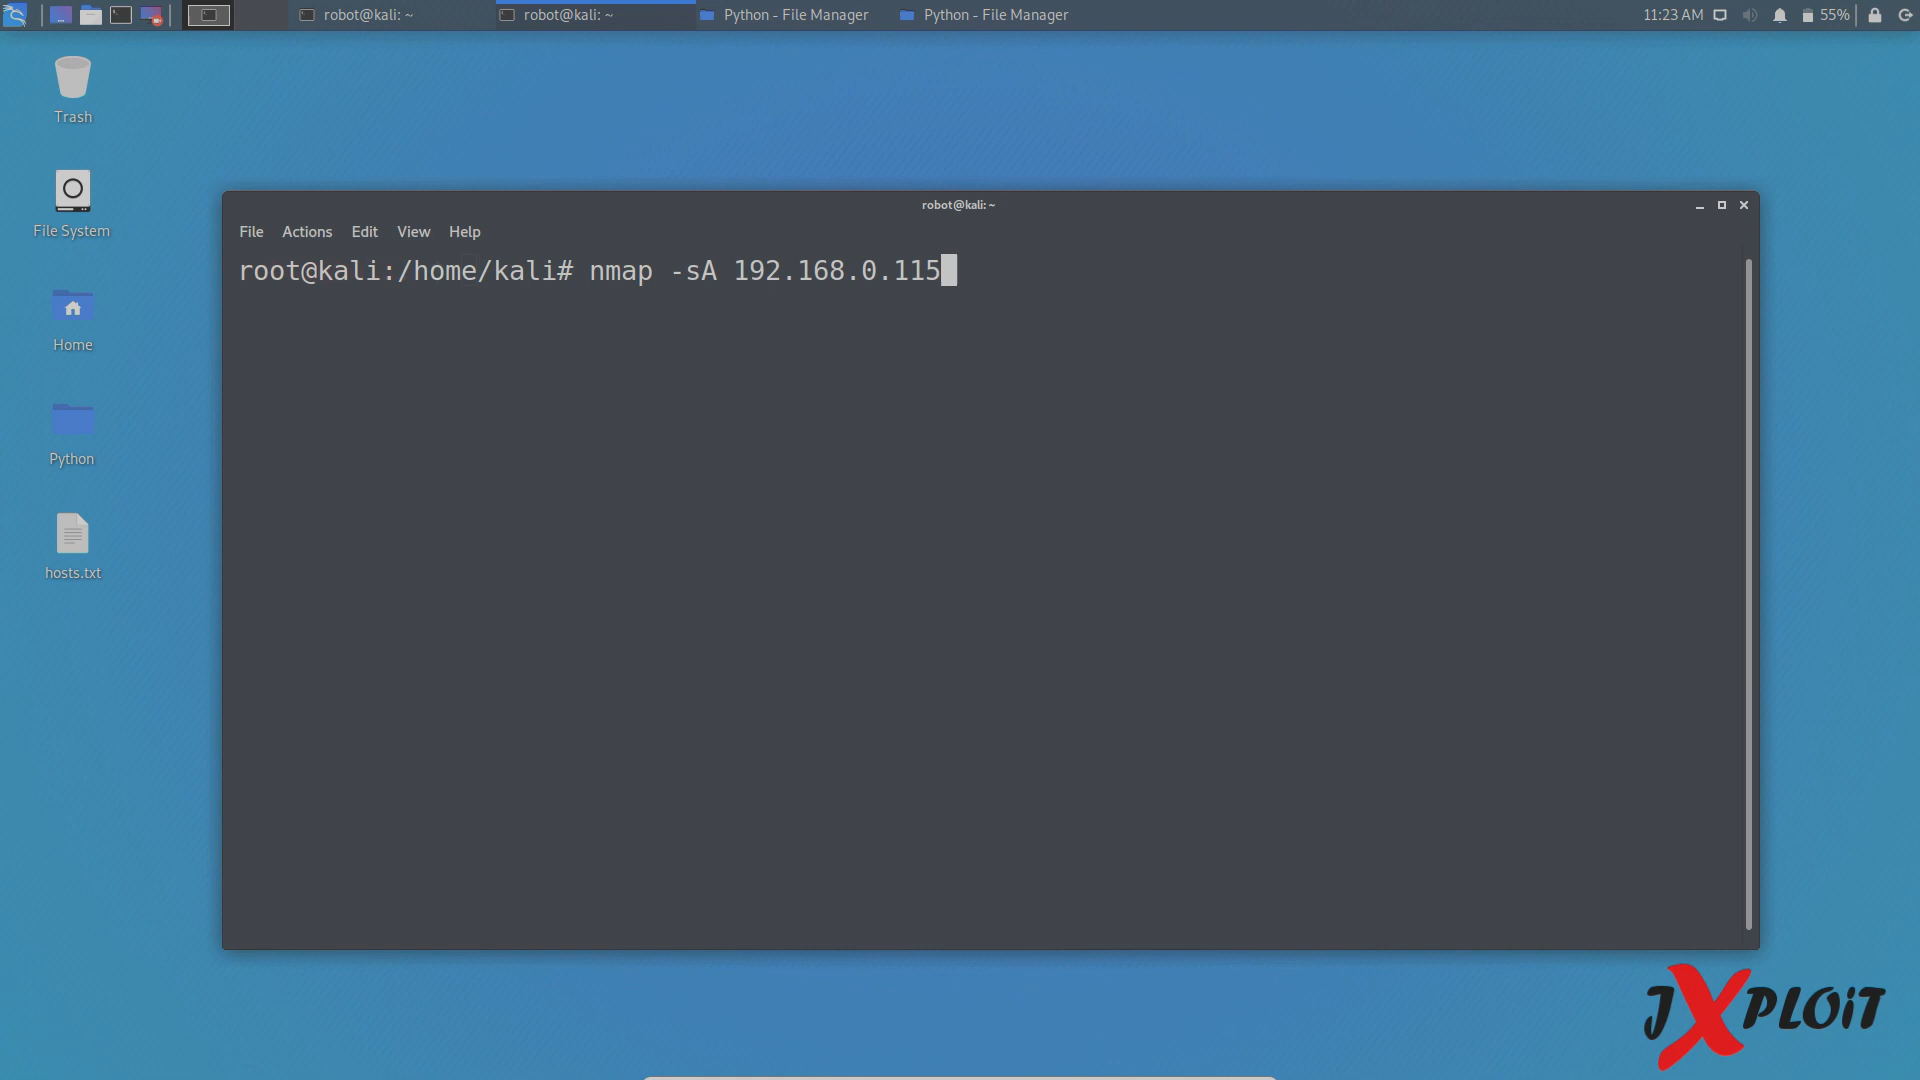 robot@kali: ~
robot@kali: ~
Python - File Manager
Python - File Manager
11:23 AM
55%
Trash
File System
Home
Python
hosts.txt
robot@kali: ~
File Actions Edit View Help
root@kali:/home/kali# nmap -sA 192.168.0.115
JXPLOiT